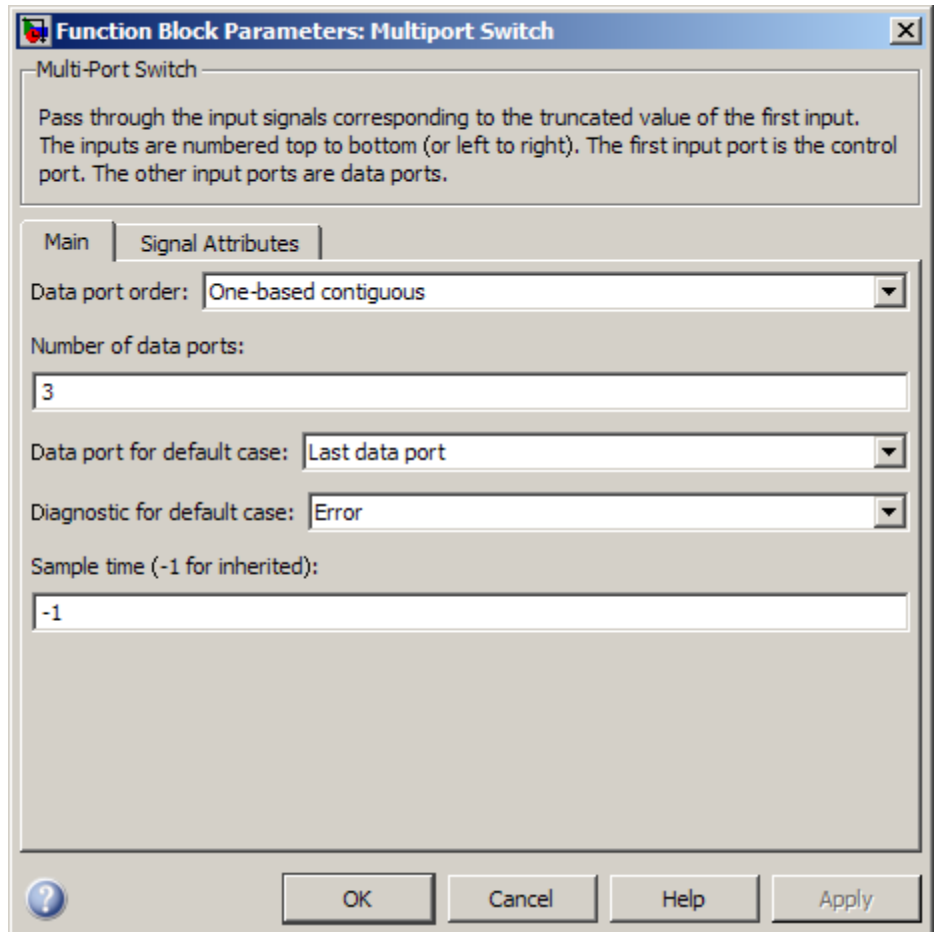 Function Block Parameters: Multiport Switch
Multi-Port Switch
Pass through the input signals corresponding to the truncated value of the first input.
The inputs are numbered top to bottom (or left to right). The first input port is the control
port. The other input ports are data ports.
Main
Signal Attributes
Data port order: One-based contiguous
Number of data ports:
3
Data port for default case: Last data port
Diagnostic for default case: Error
Sample time (-1 for inherited):
-1
? OK Cancel Help Apply